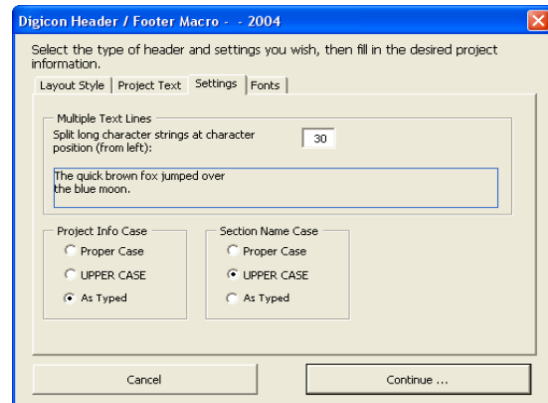 Digicon Header / Footer Macro - - 2004
Select the type of header and settings you wish, then fill in the desired project
information.
Layout Style | Project Text | Settings | Fonts |
Multiple Text Lines
Split long character strings at character
position (from left):
30
The quick brown fox jumped over
the blue moon.
Project Info Case
Proper Case
UPPER CASE
As Typed
Section Name Case
Proper Case
UPPER CASE
As Typed
Cancel
Continue ...